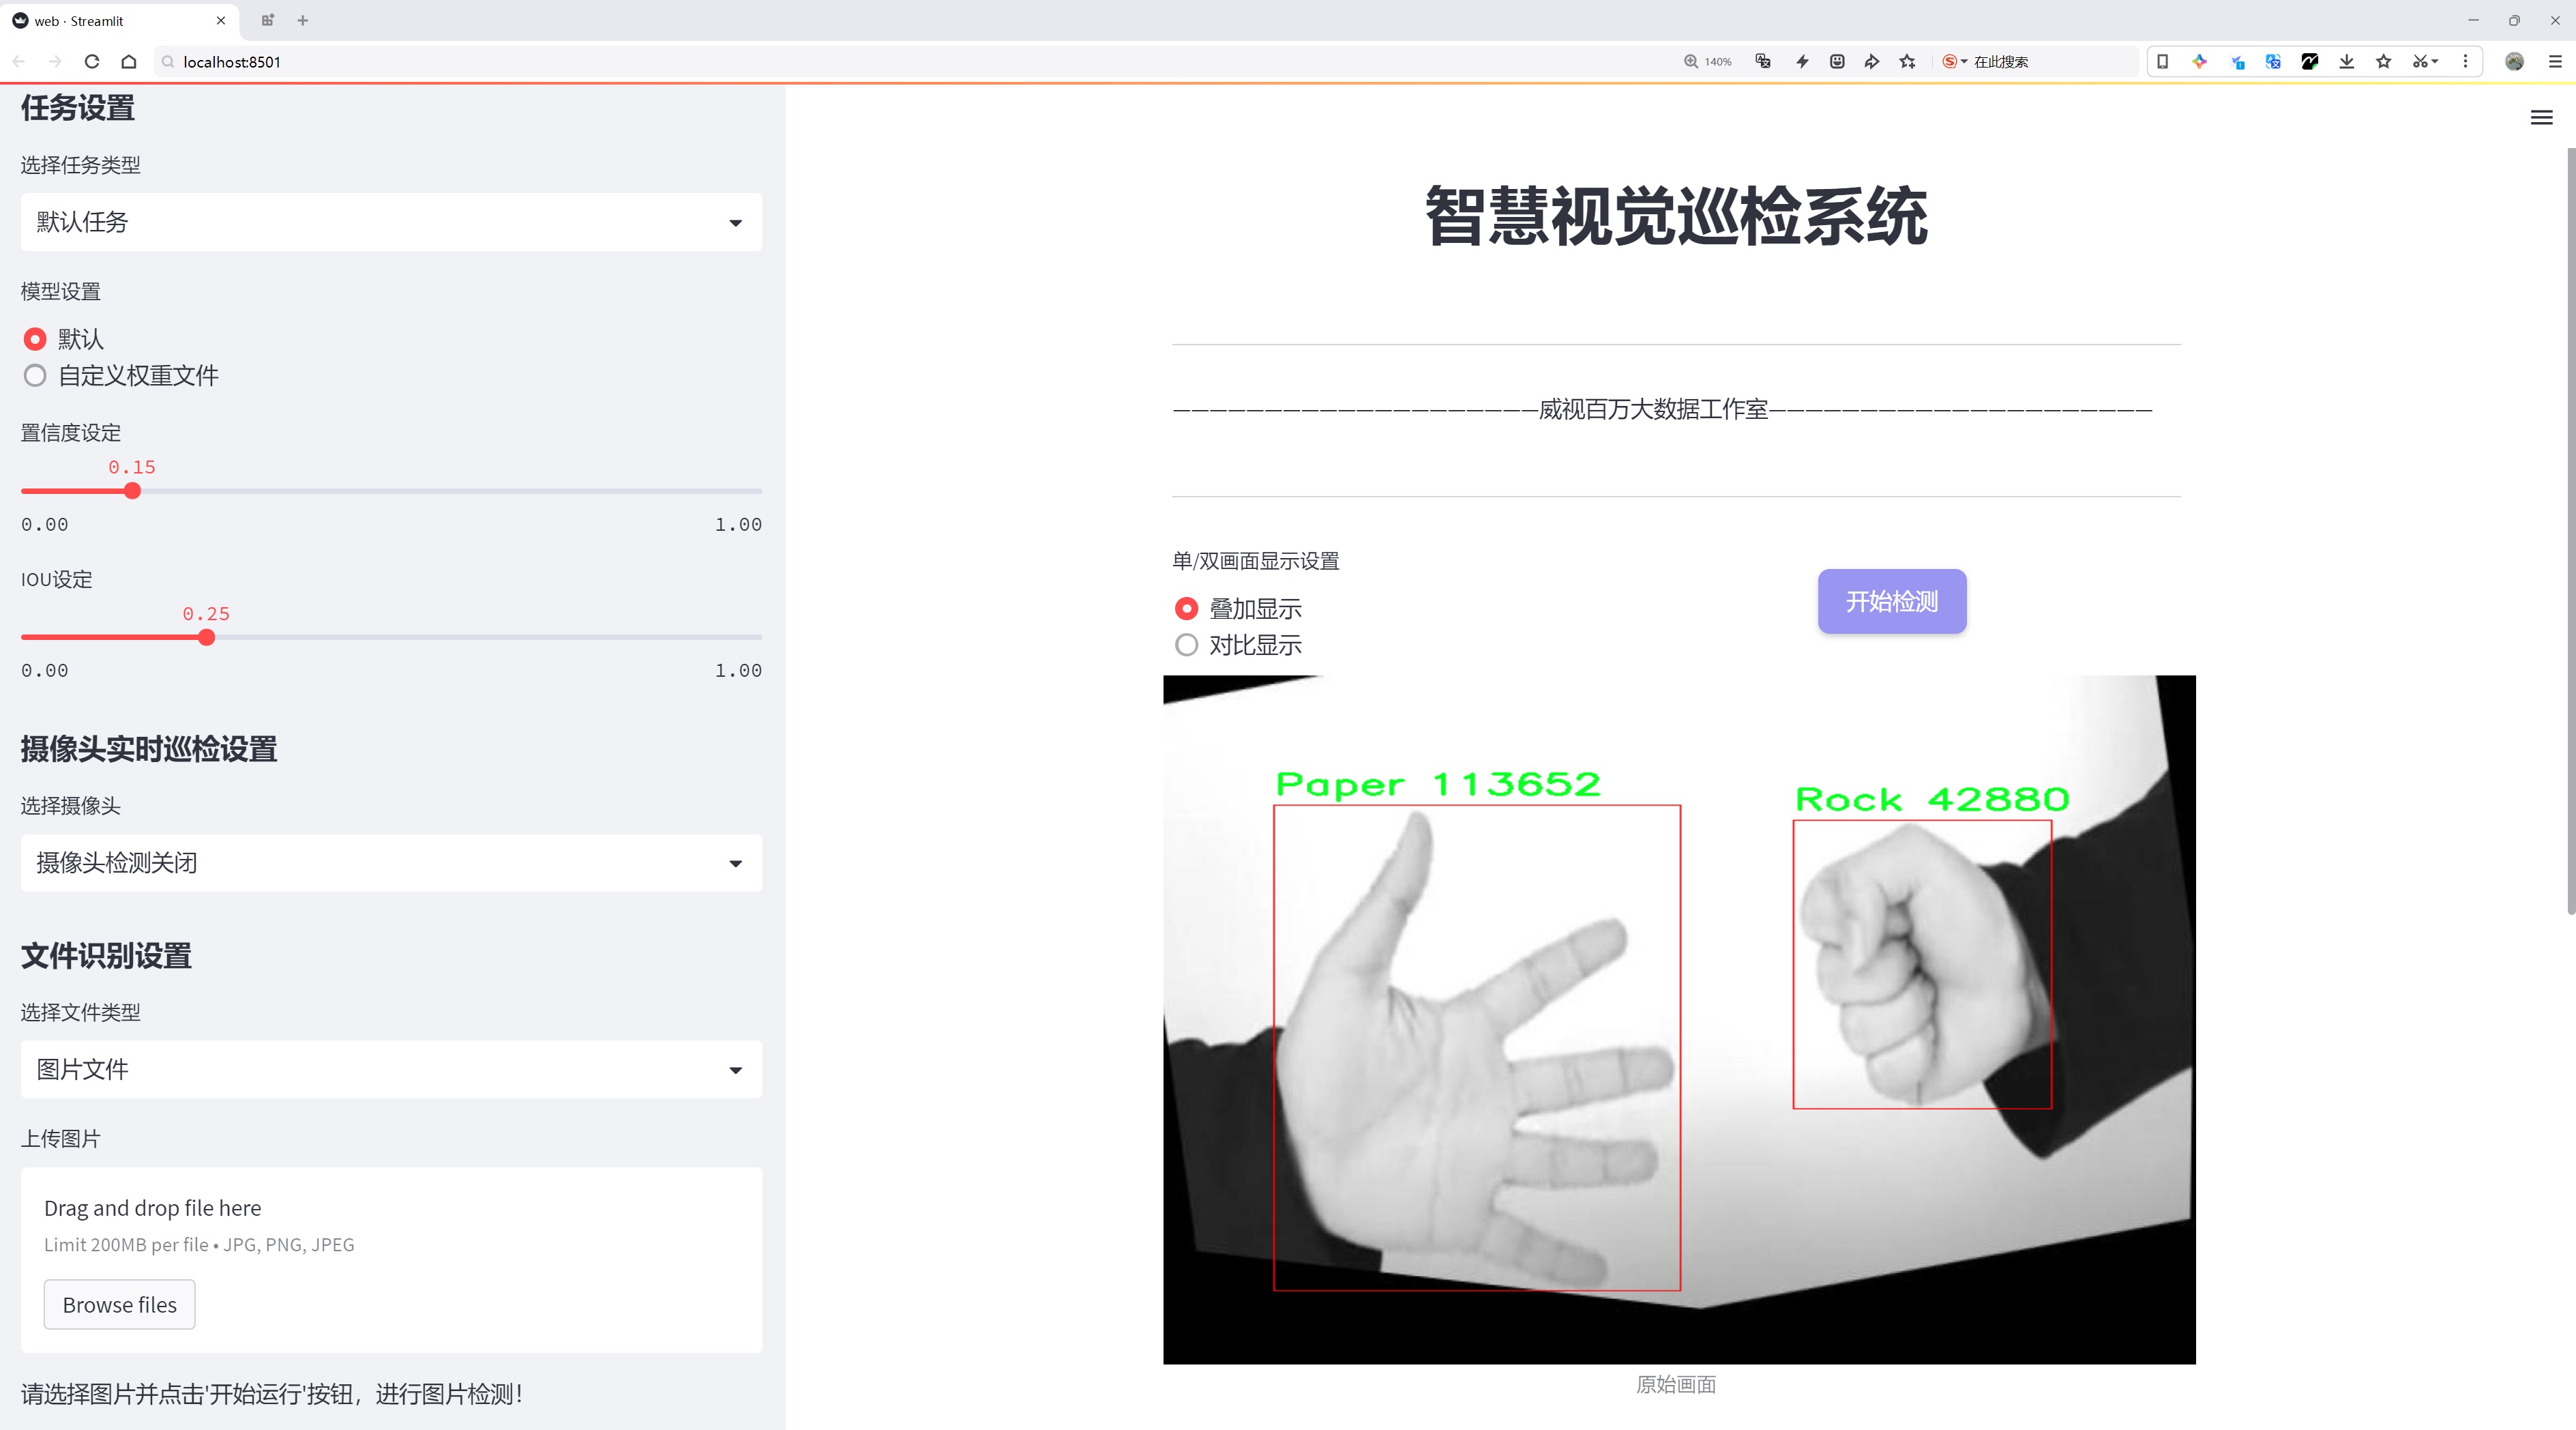 web · Streamlit
localhost:8501
140%
在此搜索
任务设置
选择任务类型
默认任务
模型设置
默认
自定义权重文件
置信度设定
0.15
0.00 1.00
IOU设定
0.25
0.00 1.00
摄像头实时巡检设置
选择摄像头
摄像头检测关闭
文件识别设置
选择文件类型
图片文件
上传图片
Drag and drop file here
Limit 200MB per file • JPG, PNG, JPEG
Browse files
请选择图片并点击'开始运行'按钮，进行图片检测！
智慧视觉巡检系统
————————————————————威视百万大数据工作室—————————————————————
单/双画面显示设置
叠加显示
对比显示
开始检测
Paper 113652
Rock 42880
原始画面